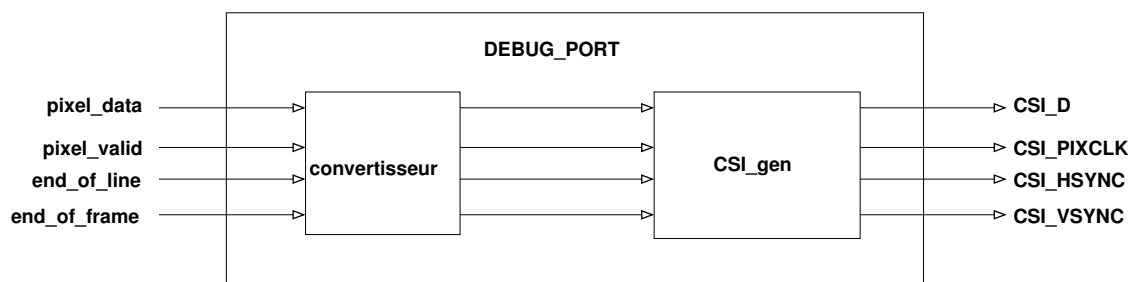 DEBUG_PORT
pixel_data
pixel_valid
end_of_line
end_of_frame
convertisseur
CSI_gen
CSI_D
CSI_PIXCLK
CSI_HSYNC
CSI_VSYNC